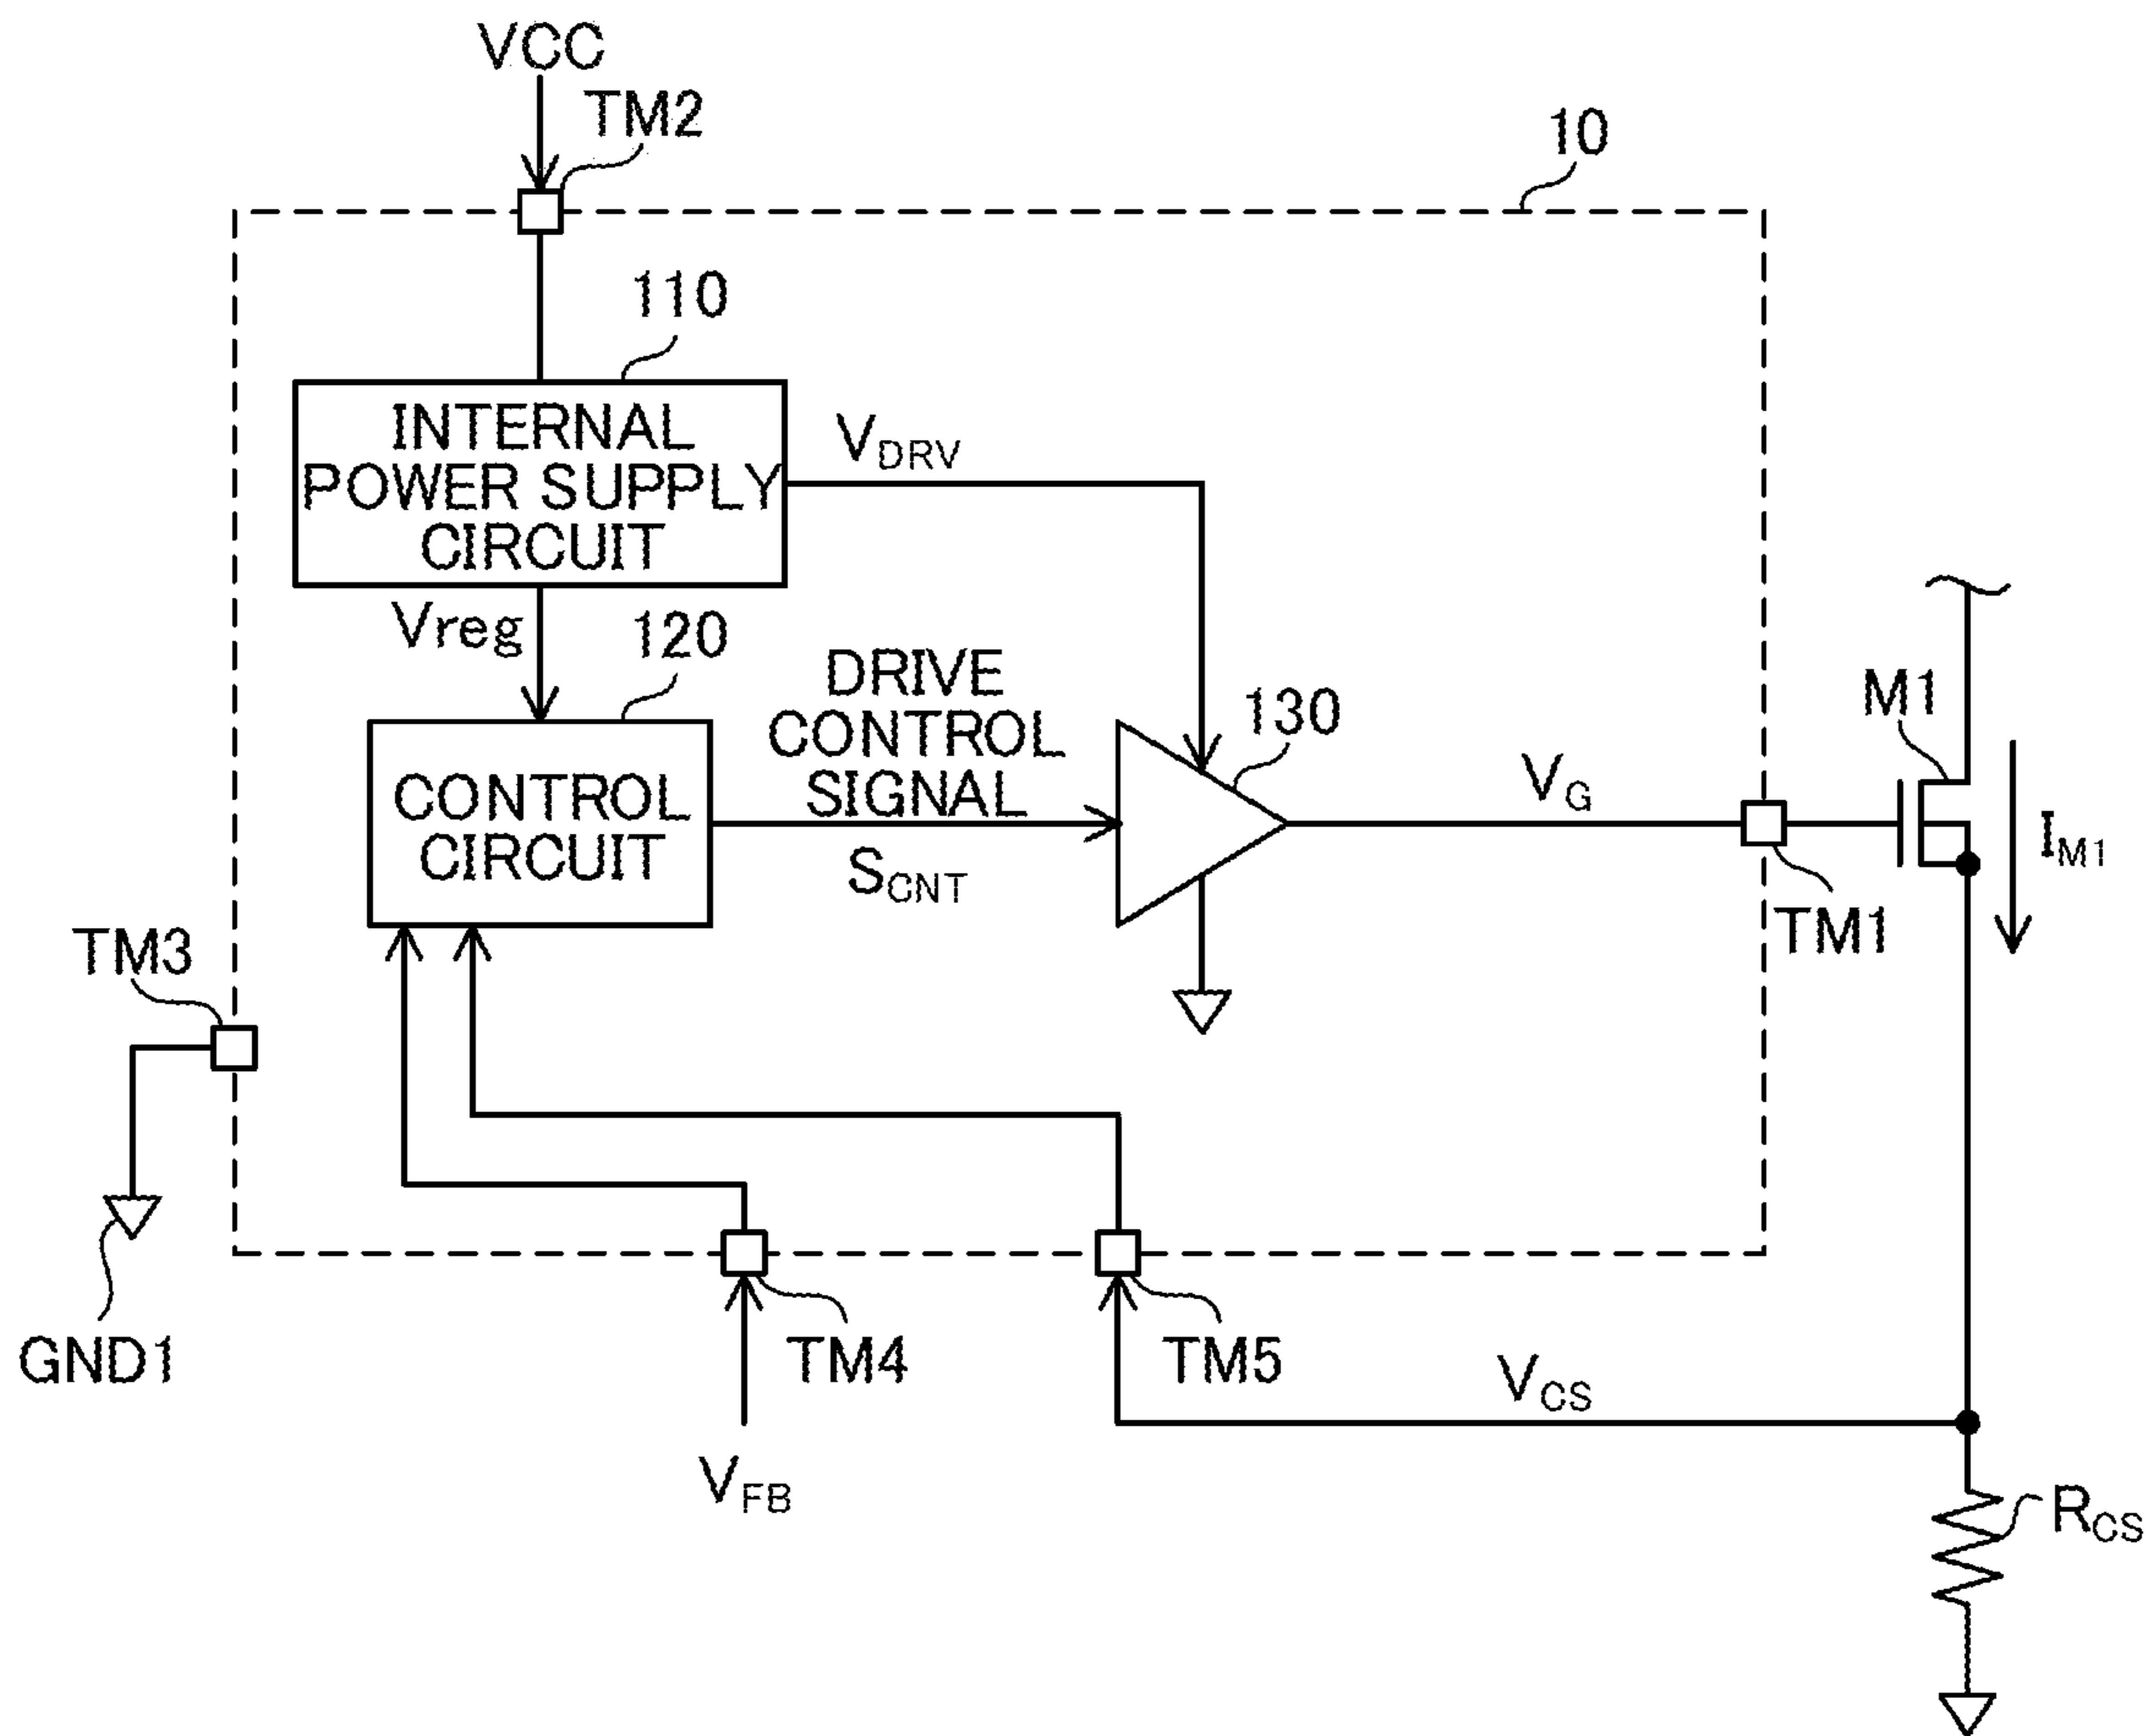 VCC
TM2
10
110
INTERNAL
POWER SUPPLY
CIRCUIT
VDRV
Vreg
120
DRIVE
CONTROL
SIGNAL
130
M1
CONTROL
CIRCUIT
SCNT
VG
IM1
TM1
TM3
GND1
TM4
TM5
VCS
VFB
RCS